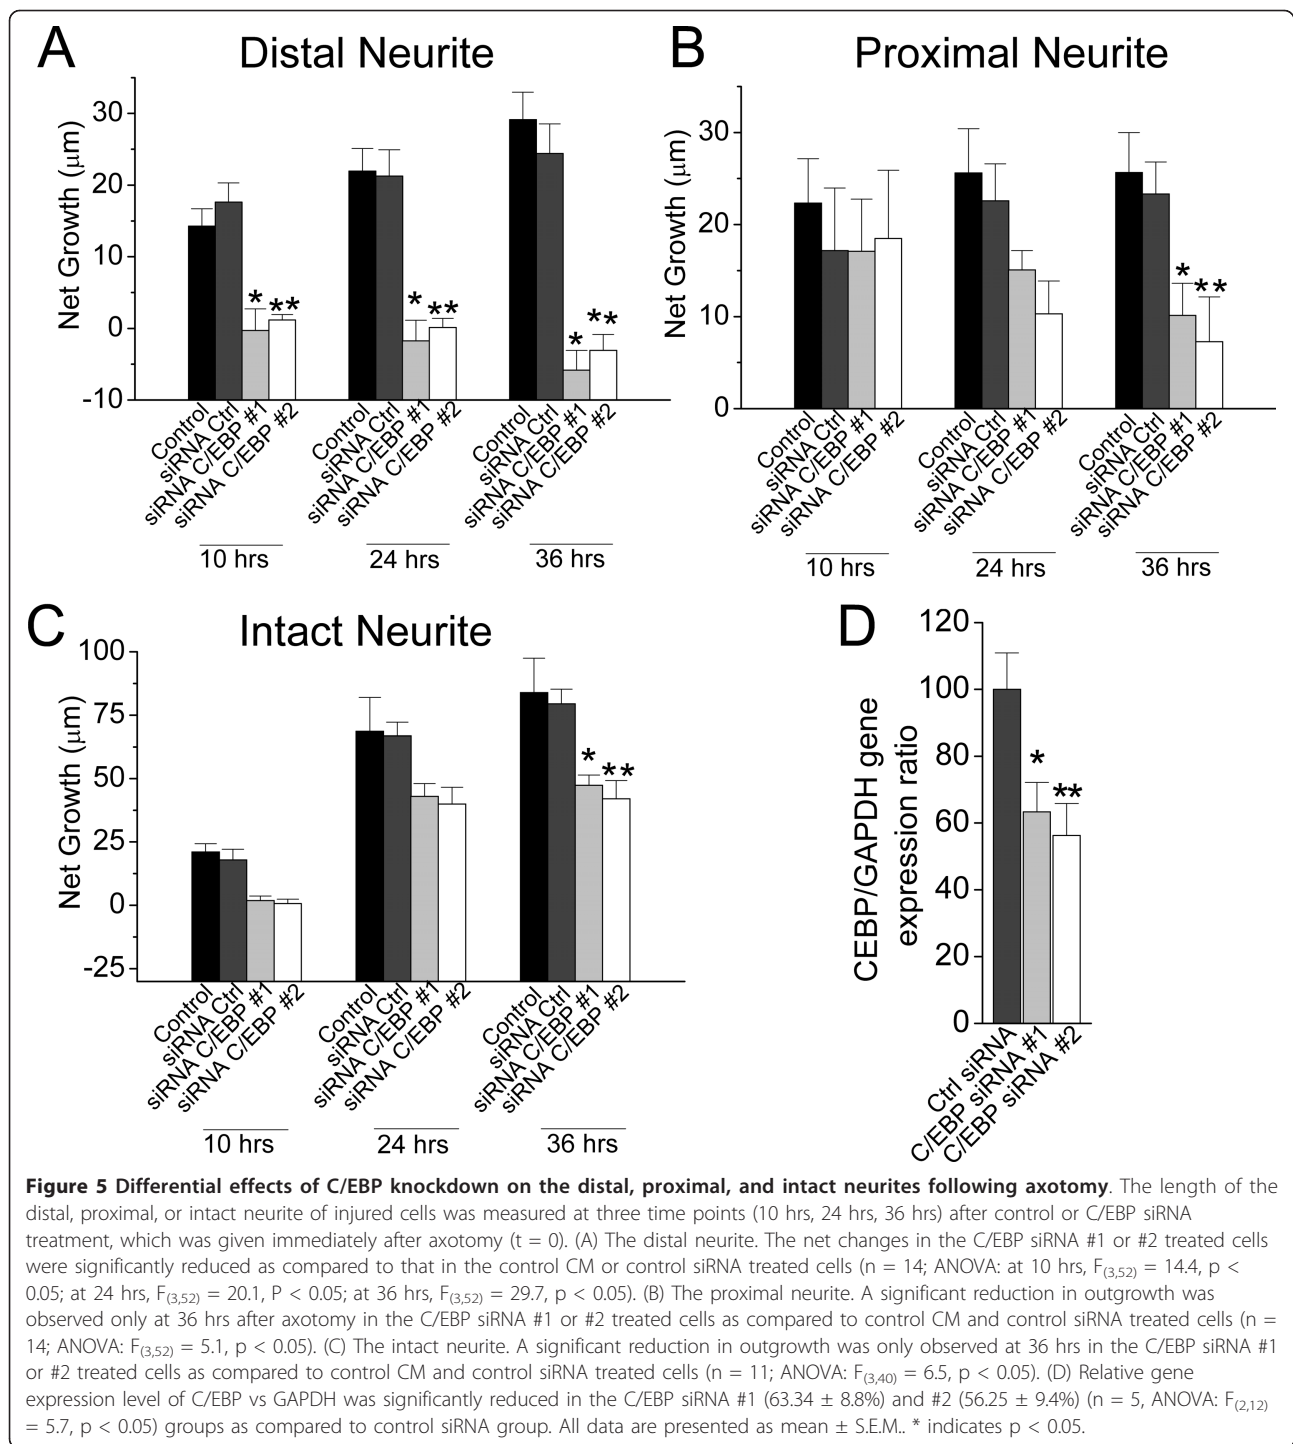 A
Distal Neurite
Net Growth (μm)
30
20
10
0
-10
* ** * ** * **
Control
siRNA Ctrl
siRNA C/EBP #1
siRNA C/EBP #2
Control
siRNA Ctrl
siRNA C/EBP #1
siRNA C/EBP #2
Control
siRNA Ctrl
siRNA C/EBP #1
siRNA C/EBP #2
10 hrs 24 hrs 36 hrs
B
Proximal Neurite
Net Growth (μm)
30
20
10
0
* **
Control
siRNA Ctrl
siRNA C/EBP #1
siRNA C/EBP #2
Control
siRNA Ctrl
siRNA C/EBP #1
siRNA C/EBP #2
Control
siRNA Ctrl
siRNA C/EBP #1
siRNA C/EBP #2
10 hrs 24 hrs 36 hrs
C
Intact Neurite
Net Growth (μm)
100
75
50
25
0
-25
* **
Control
siRNA Ctrl
siRNA C/EBP #1
siRNA C/EBP #2
Control
siRNA Ctrl
siRNA C/EBP #1
siRNA C/EBP #2
Control
siRNA Ctrl
siRNA C/EBP #1
siRNA C/EBP #2
10 hrs 24 hrs 36 hrs
D
CEBP/GAPDH gene
expression ratio
120
100
80
60
40
20
0
* **
Ctrl siRNA
C/EBP siRNA #1
C/EBP siRNA #2
Figure 5 Differential effects of C/EBP knockdown on the distal, proximal, and intact neurites following axotomy. The length of the
distal, proximal, or intact neurite of injured cells was measured at three time points (10 hrs, 24 hrs, 36 hrs) after control or C/EBP siRNA
treatment, which was given immediately after axotomy (t = 0). (A) The distal neurite. The net changes in the C/EBP siRNA #1 or #2 treated cells
were significantly reduced as compared to that in the control CM or control siRNA treated cells (n = 14; ANOVA: at 10 hrs, F(3,52) = 14.4, p <
0.05; at 24 hrs, F(3,52) = 20.1, P < 0.05; at 36 hrs, F(3,52) = 29.7, p < 0.05). (B) The proximal neurite. A significant reduction in outgrowth was
observed only at 36 hrs after axotomy in the C/EBP siRNA #1 or #2 treated cells as compared to control CM and control siRNA treated cells (n =
14; ANOVA: F(3,52) = 5.1, p < 0.05). (C) The intact neurite. A significant reduction in outgrowth was only observed at 36 hrs in the C/EBP siRNA #1
or #2 treated cells as compared to control CM and control siRNA treated cells (n = 11; ANOVA: F(3,40) = 6.5, p < 0.05). (D) Relative gene
expression level of C/EBP vs GAPDH was significantly reduced in the C/EBP siRNA #1 (63.34 ± 8.8%) and #2 (56.25 ± 9.4%) (n = 5, ANOVA: F(2,12)
= 5.7, p < 0.05) groups as compared to control siRNA group. All data are presented as mean ± S.E.M.. * indicates p < 0.05.